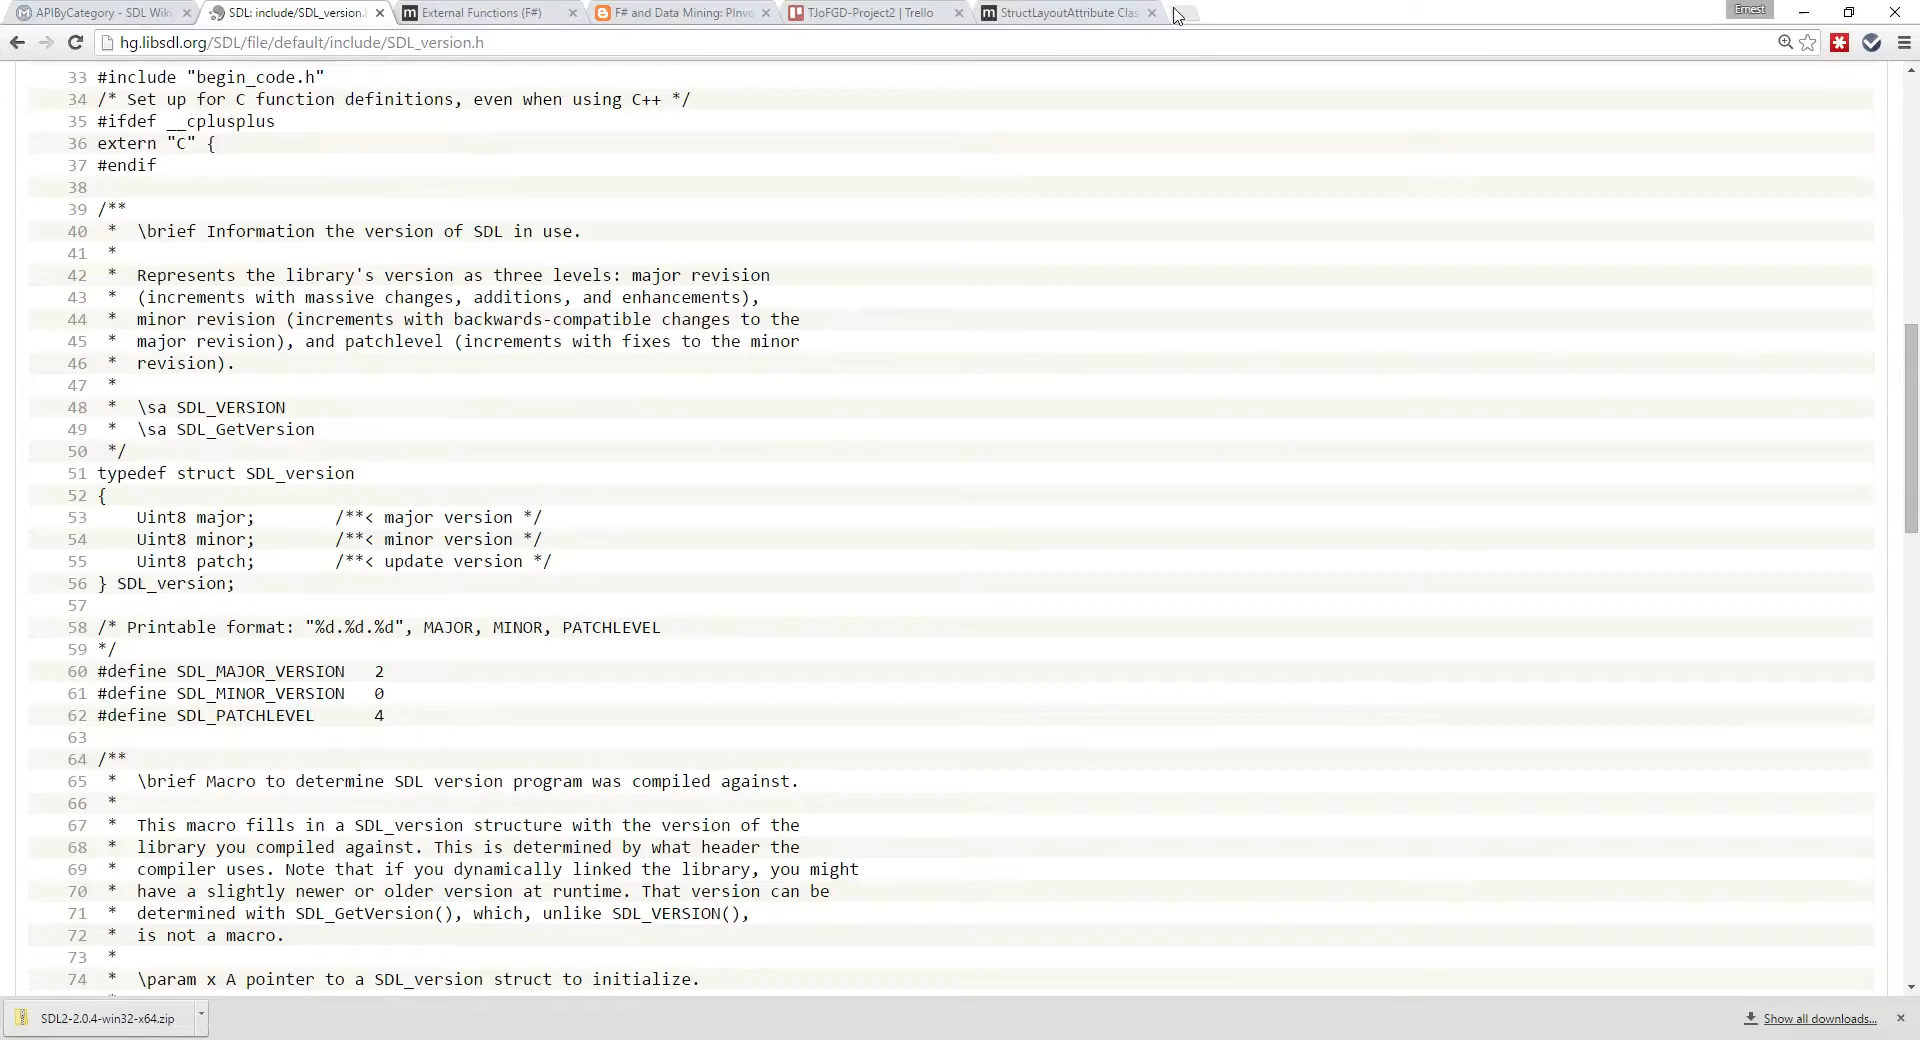 APIByCategory - SDL Wiki
SDL: include/SDL_version.
External Functions (F#)
F# and Data Mining: PInvo
TJoFGD-Project2 | Trello
StructLayoutAttribute Clas
Ernest
hg.libsdl.org/SDL/file/default/include/SDL_version.h
33 #include "begin_code.h"
34 /* Set up for C function definitions, even when using C++ */
35 #ifdef __cplusplus
36 extern "C" {
37 #endif
38
39 /**
40 *  \brief Information the version of SDL in use.
41 *
42 *  Represents the library's version as three levels: major revision
43 *  (increments with massive changes, additions, and enhancements),
44 *  minor revision (increments with backwards-compatible changes to the
45 *  major revision), and patchlevel (increments with fixes to the minor
46 *  revision).
47 *
48 *  \sa SDL_VERSION
49 *  \sa SDL_GetVersion
50 */
51 typedef struct SDL_version
52 {
53     Uint8 major;        /**< major version */
54     Uint8 minor;        /**< minor version */
55     Uint8 patch;        /**< update version */
56 } SDL_version;
57
58 /* Printable format: "%d.%d.%d", MAJOR, MINOR, PATCHLEVEL
59 */
60 #define SDL_MAJOR_VERSION   2
61 #define SDL_MINOR_VERSION   0
62 #define SDL_PATCHLEVEL      4
63
64 /**
65 *  \brief Macro to determine SDL version program was compiled against.
66 *
67 *  This macro fills in a SDL_version structure with the version of the
68 *  library you compiled against. This is determined by what header the
69 *  compiler uses. Note that if you dynamically linked the library, you might
70 *  have a slightly newer or older version at runtime. That version can be
71 *  determined with SDL_GetVersion(), which, unlike SDL_VERSION(),
72 *  is not a macro.
73 *
74 *  \param x A pointer to a SDL_version struct to initialize.
SDL2-2.0.4-win32-x64.zip
Show all downloads...